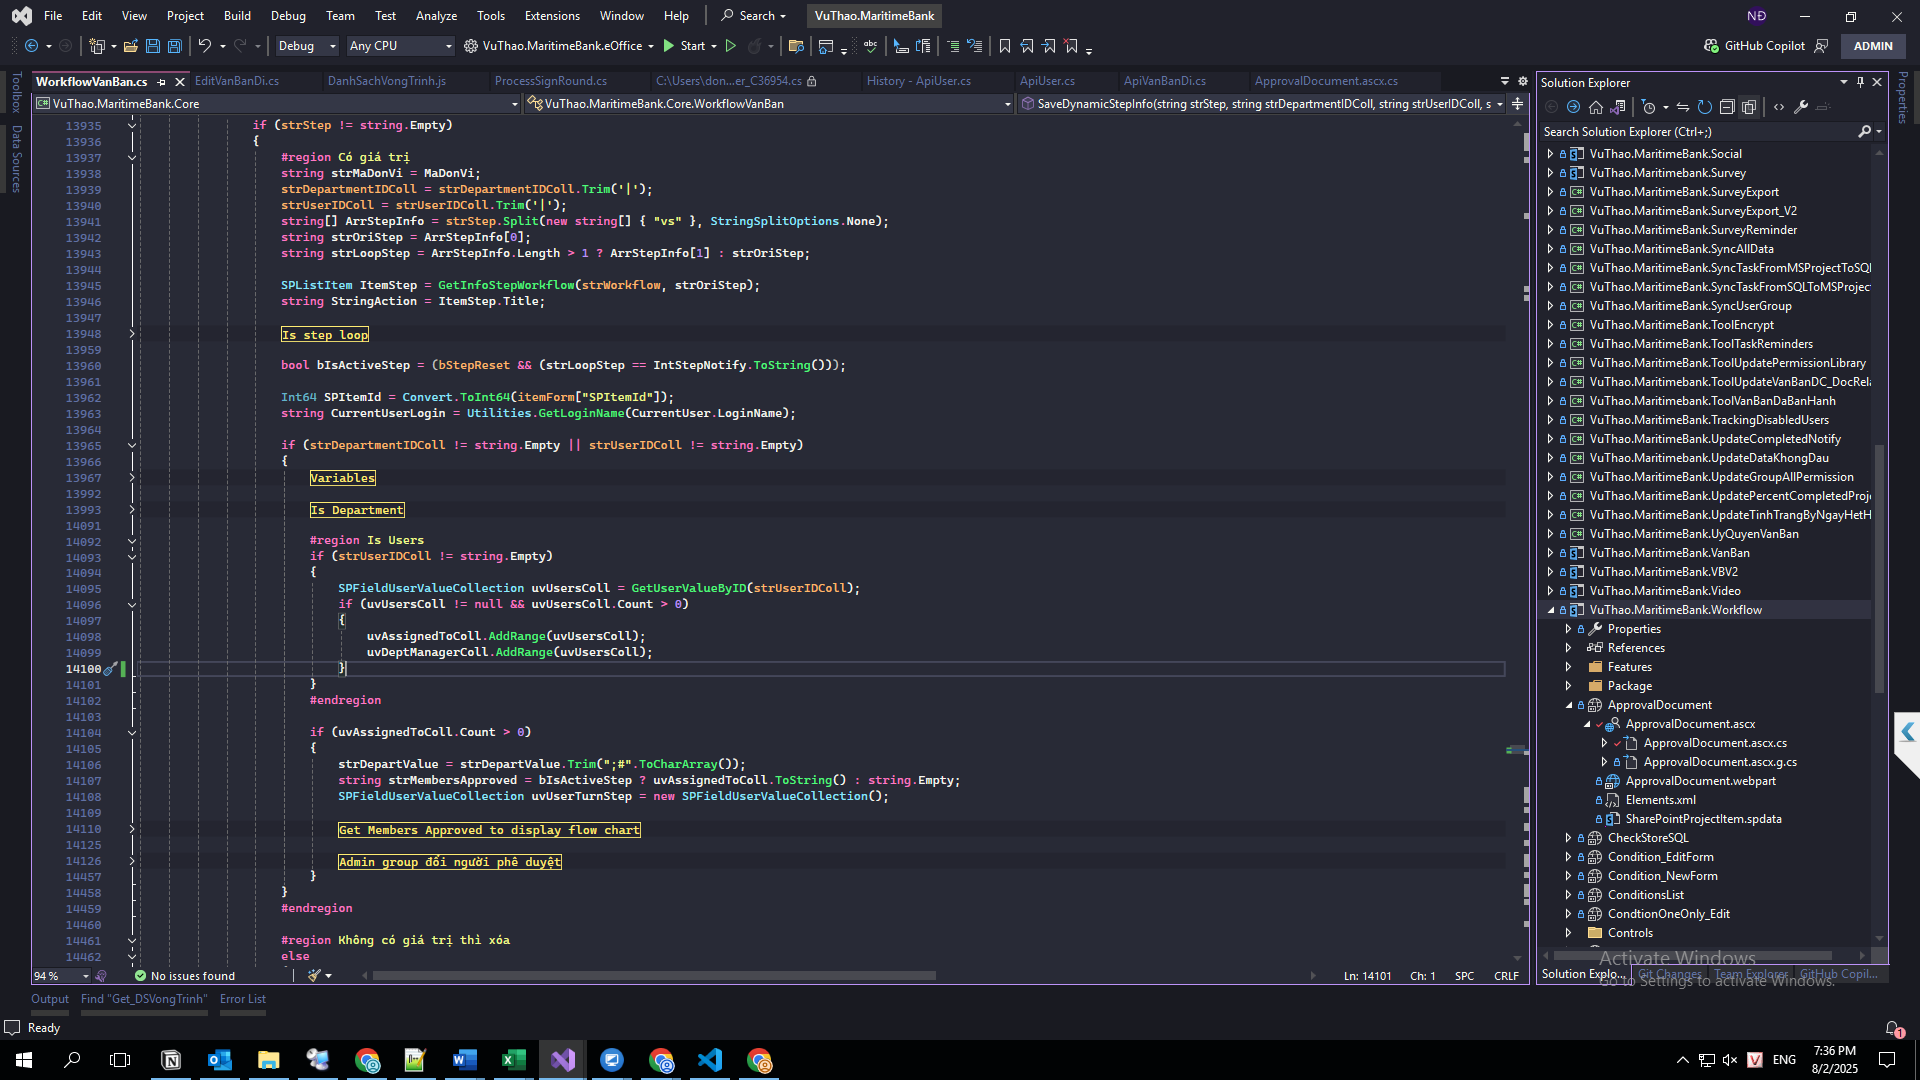 File Edit View Project Build Debug Team Test Analyze Tools Extensions Window Help Search VuThao.MaritimeBank NĐ
Debug Any CPU VuThao.MaritimeBank.eOffice Start GitHub Copilot ADMIN
WorkflowVanBan.cs EditVanBanDi.cs DanhSachVongTrinh.js ProcessSignRound.cs C:\Users\don...er_C36954.cs History - ApiUser.cs ApiUser.cs ApiVanBanDi.cs ApprovalDocument.ascx.cs
VuThao.MaritimeBank.Core VuThao.MaritimeBank.Core.WorkflowVanBan SaveDynamicStepInfo(string strStep, string strDepartmentIDColl, string strUserIDColl, s
Toolbox
Data Sources
13935 if (strStep != string.Empty)
13936 {
13937 #region Có giá trị
13938 string strMaDonVi = MaDonVi;
13939 strDepartmentIDColl = strDepartmentIDColl.Trim('|');
13940 strUserIDColl = strUserIDColl.Trim('|');
13941 string[] ArrStepInfo = strStep.Split(new string[] { "vs" }, StringSplitOptions.None);
13942 string strOriStep = ArrStepInfo[0];
13943 string strLoopStep = ArrStepInfo.Length > 1 ? ArrStepInfo[1] : strOriStep;
13944
13945 SPListItem ItemStep = GetInfoStepWorkflow(strWorkflow, strOriStep);
13946 string StringAction = ItemStep.Title;
13947
13948 Is step loop
13959
13960 bool bIsActiveStep = (bStepReset && (strLoopStep == IntStepNotify.ToString()));
13961
13962 Int64 SPItemId = Convert.ToInt64(itemForm["SPItemId"]);
13963 string CurrentUserLogin = Utilities.GetLoginName(CurrentUser.LoginName);
13964
13965 if (strDepartmentIDColl != string.Empty || strUserIDColl != string.Empty)
13966 {
13967 Variables
13992
13993 Is Department
14091
14092 #region Is Users
14093 if (strUserIDColl != string.Empty)
14094 {
14095 SPFieldUserValueCollection uvUsersColl = GetUserValueByID(strUserIDColl);
14096 if (uvUsersColl != null && uvUsersColl.Count > 0)
14097 {
14098 uvAssignedToColl.AddRange(uvUsersColl);
14099 uvDeptManagerColl.AddRange(uvUsersColl);
14100 }
14101 }
14102 #endregion
14103
14104 if (uvAssignedToColl.Count > 0)
14105 {
14106 strDepartValue = strDepartValue.Trim(";#".ToCharArray());
14107 string strMembersApproved = bIsActiveStep ? uvAssignedToColl.ToString() : string.Empty;
14108 SPFieldUserValueCollection uvUserTurnStep = new SPFieldUserValueCollection();
14109
14110 Get Members Approved to display flow chart
14125
14126 Admin group đổi người phê duyệt
14457 }
14458 }
14459 #endregion
14460
14461 #region Không có giá trị thì xóa
14462 else
94 % No issues found Ln: 14101 Ch: 1 SPC CRLF
Output Find "Get_DSVongTrinh" Error List
Ready
Solution Explorer
Search Solution Explorer (Ctrl+;)
VuThao.MaritimeBank.Social
VuThao.MaritimeBank.Survey
VuThao.MaritimeBank.SurveyExport
VuThao.MaritimeBank.SurveyExport_V2
VuThao.MaritimeBank.SurveyReminder
VuThao.MaritimeBank.SyncAllData
VuThao.MaritimeBank.SyncTaskFromMSProjectToSQL
VuThao.MaritimeBank.SyncTaskFromSQLToMSProjec
VuThao.MaritimeBank.SyncUserGroup
VuThao.MaritimeBank.ToolEncrypt
VuThao.MaritimeBank.ToolTaskReminders
VuThao.MaritimeBank.ToolUpdatePermissionLibrary
VuThao.MaritimeBank.ToolUpdateVanBanDC_DocRela
VuThao.MaritimeBank.ToolVanBanDaBanHanh
VuThao.MaritimeBank.TrackingDisabledUsers
VuThao.MaritimeBank.UpdateCompletedNotify
VuThao.MaritimeBank.UpdateDataKhongDau
VuThao.MaritimeBank.UpdateGroupAllPermission
VuThao.MaritimeBank.UpdatePercentCompletedProj
VuThao.MaritimeBank.UpdateTinhTrangByNgayHetH
VuThao.MaritimeBank.UyQuyenVanBan
VuThao.MaritimeBank.VanBan
VuThao.MaritimeBank.VBV2
VuThao.MaritimeBank.Video
VuThao.MaritimeBank.Workflow
Properties
References
Features
Package
ApprovalDocument
ApprovalDocument.ascx
ApprovalDocument.ascx.cs
ApprovalDocument.ascx.g.cs
ApprovalDocument.webpart
Elements.xml
SharePointProjectItem.spdata
CheckStoreSQL
Condition_EditForm
Condition_NewForm
ConditionsList
CondtionOneOnly_Edit
Controls
Solution Explo... Git Changes Team Explorer GitHub Copil...
Activate Windows
Go to Settings to activate Windows.
Properties
1
ENG
7:36 PM
8/2/2025